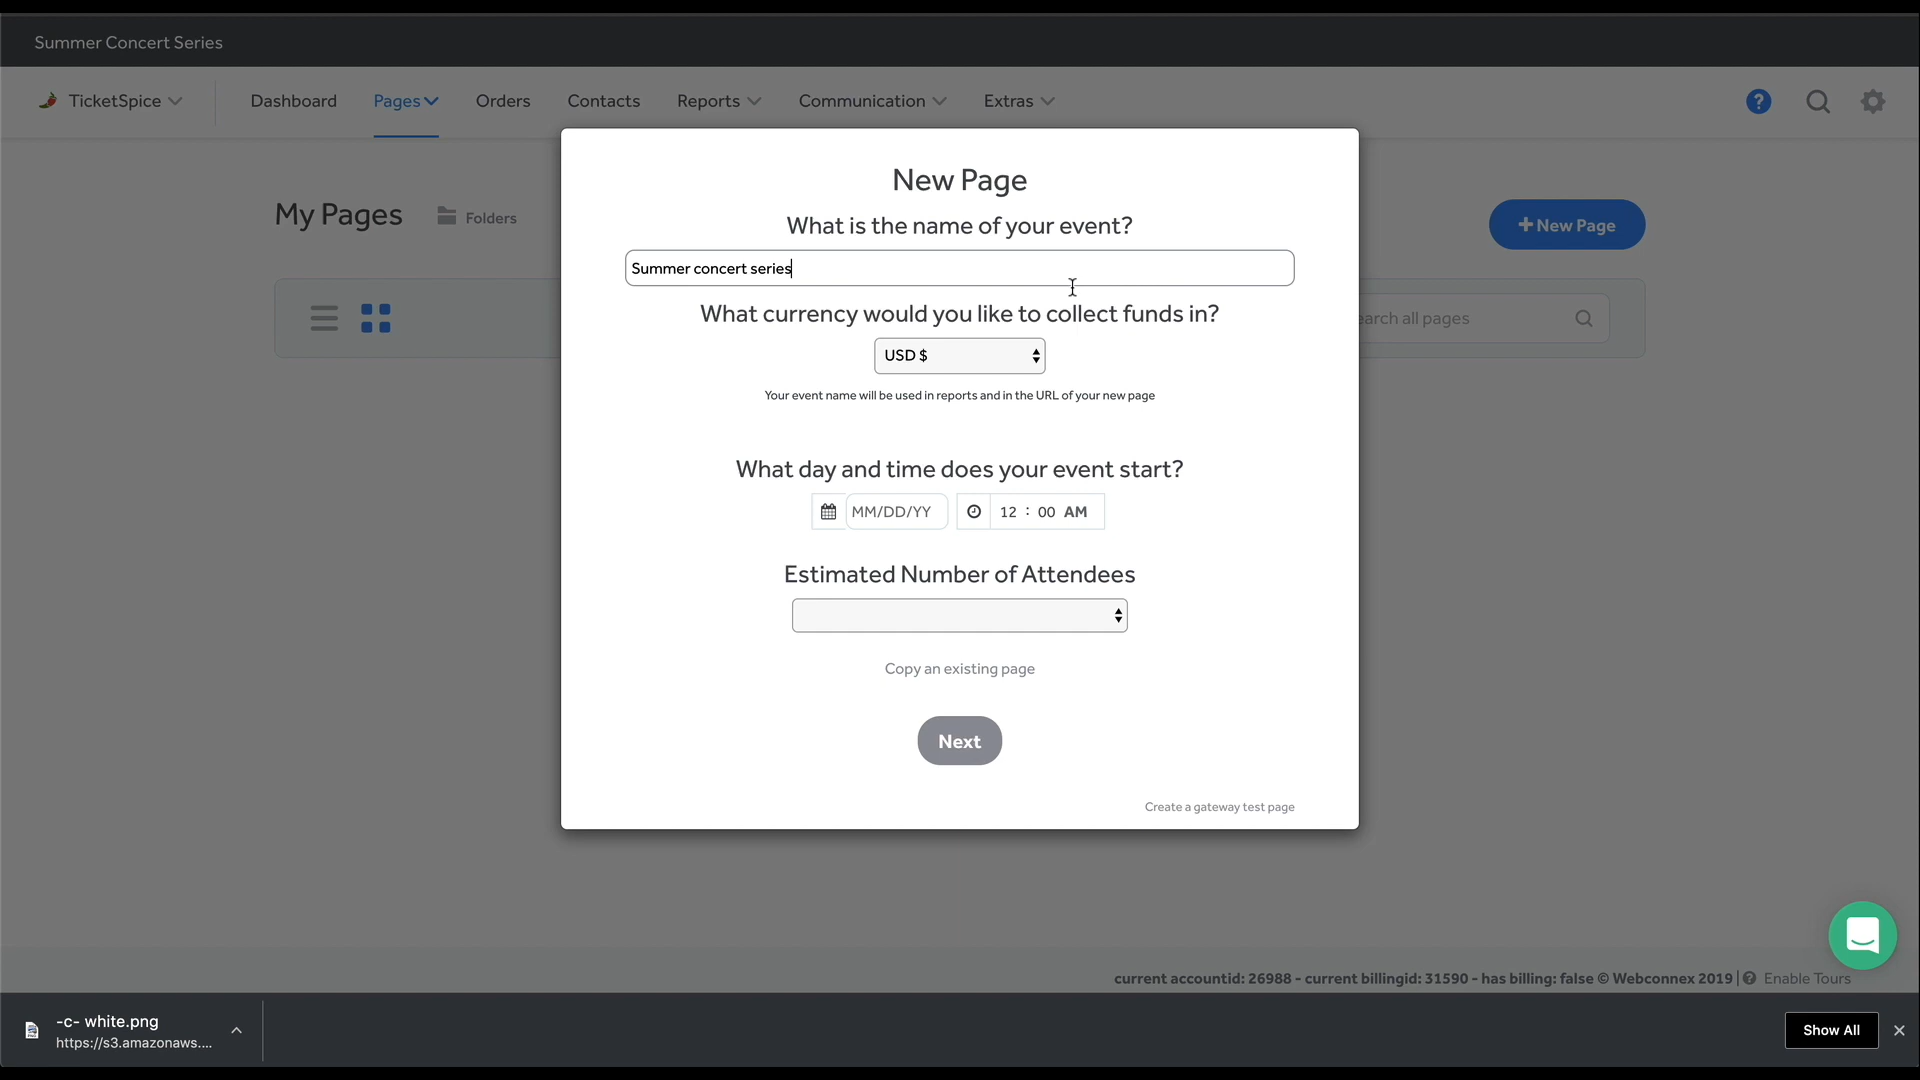 Summer Concert Series
TicketSpice
Dashboard
Pages
Orders
Contacts
Reports
Communication
Extras
?
New Page
My Pages
Folders
What is the name of your event?
+ New Page
Summer concert series
What currency would you like to collect funds in?
earch all pages
USD $
Your event name will be used in reports and in the URL of your new page
What day and time does your event start?
MM/DD/YY
12 : 00 AM
Estimated Number of Attendees
Copy an existing page
Next
Create a gateway test page
current accountid: 26988 - current billingid: 31590 - has billing: false © Webconnex 2019 | ? Enable Tours
-c- white.png
https://s3.amazonaws....
Show All